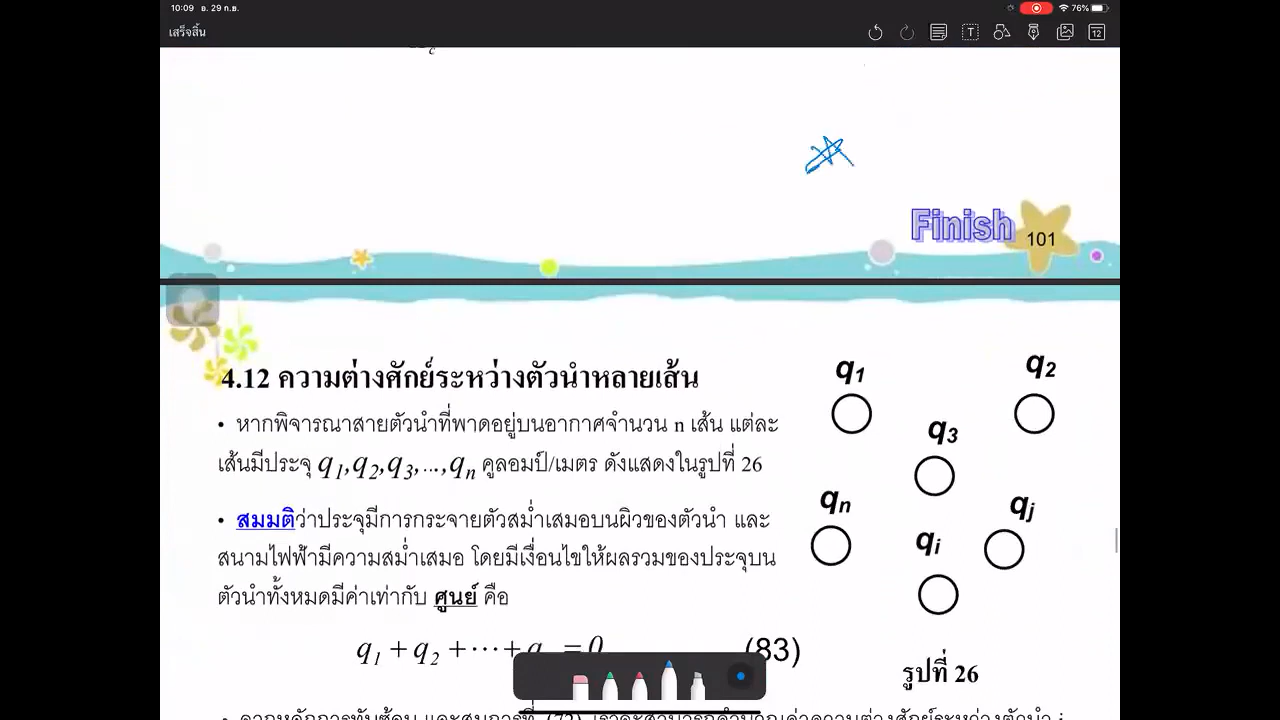 10:09 อ. 29 ก.ย.
76%
เสร็จสิ้น
12
c
Finish 101
4.12 ความต่างศักย์ระหว่างตัวนำหลายเส้น
• หากพิจารณาสายตัวนำที่พาดอยู่บนอากาศจำนวน n เส้น แต่ละ
เส้นมีประจุ q1,q2,q3,...,qn คูลอมป์/เมตร ดังแสดงในรูปที่ 26
• สมมติว่าประจุมีการกระจายตัวสม่ำเสมอบนผิวของตัวนำ และ
สนามไฟฟ้ามีความสม่ำเสมอ โดยมีเงื่อนไขให้ผลรวมของประจุบน
ตัวนำทั้งหมดมีค่าเท่ากับ ศูนย์ คือ
q1 + q2 + ··· + q = 0 (83)
q1
q2
q3
qn
qj
qi
รูปที่ 26